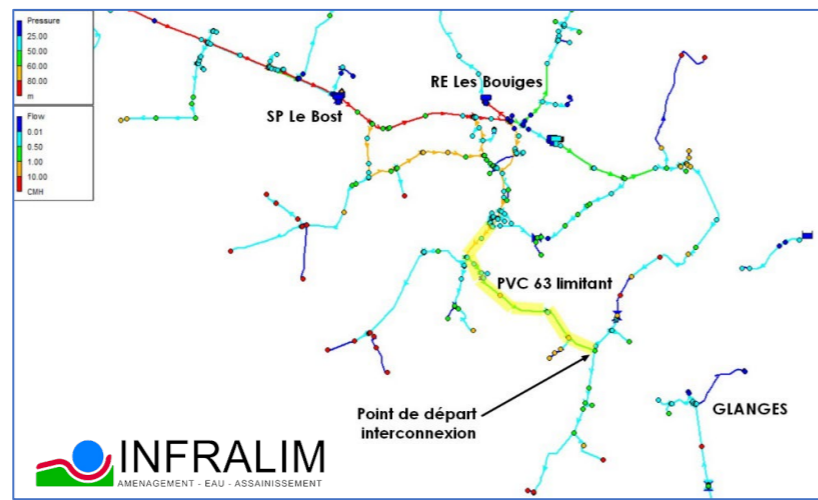 Pressure
25.00
50.00
60.00
80.00
m
Flow
0.01
0.50
1.00
10.00
CMH
RE Les Bouiges
SP Le Bost
PVC 63 limitant
Point de départ
interconnexion
GLANGES
INFRALIM
AMENAGEMENT - EAU - ASSAINISSEMENT